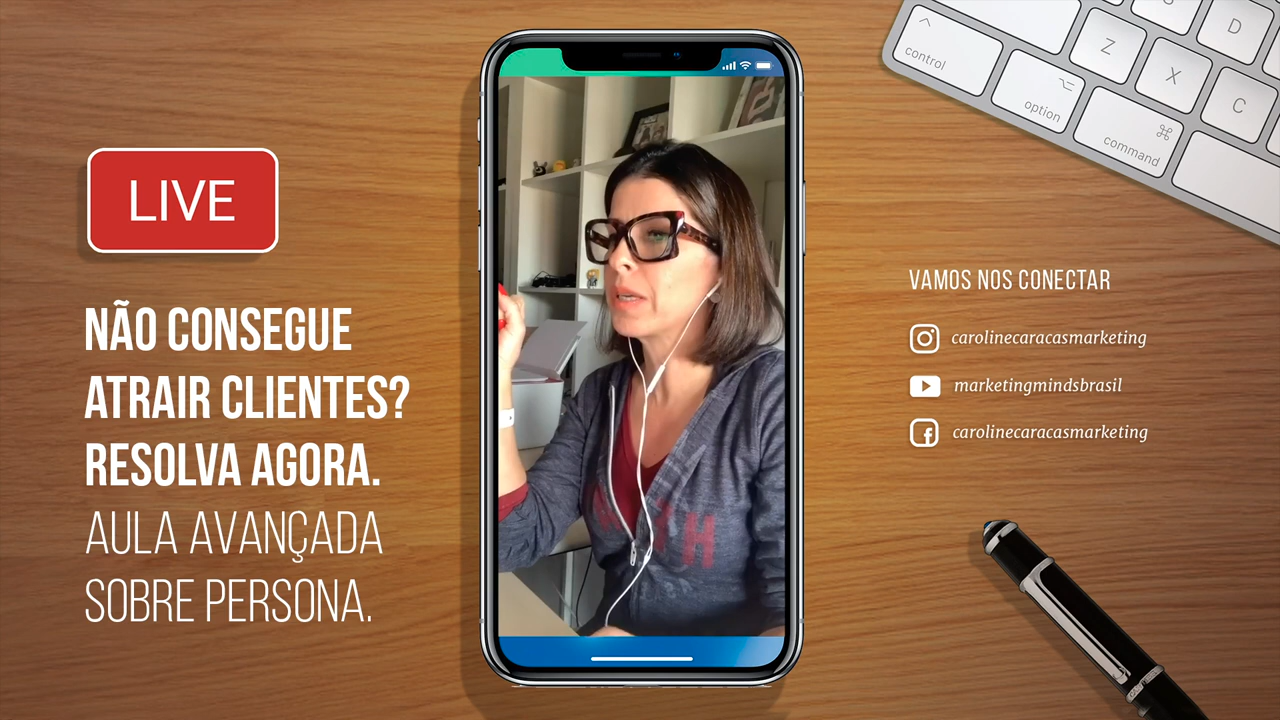 LIVE
NÃO CONSEGUE
ATRAIR CLIENTES?
RESOLVA AGORA.
AULA AVANÇADA
SOBRE PERSONA.
VAMOS NOS CONECTAR
carolinecaracasmarketing
marketingmindsbrasil
carolinecaracasmarketing
S
D
Z
X
C
control
option
command